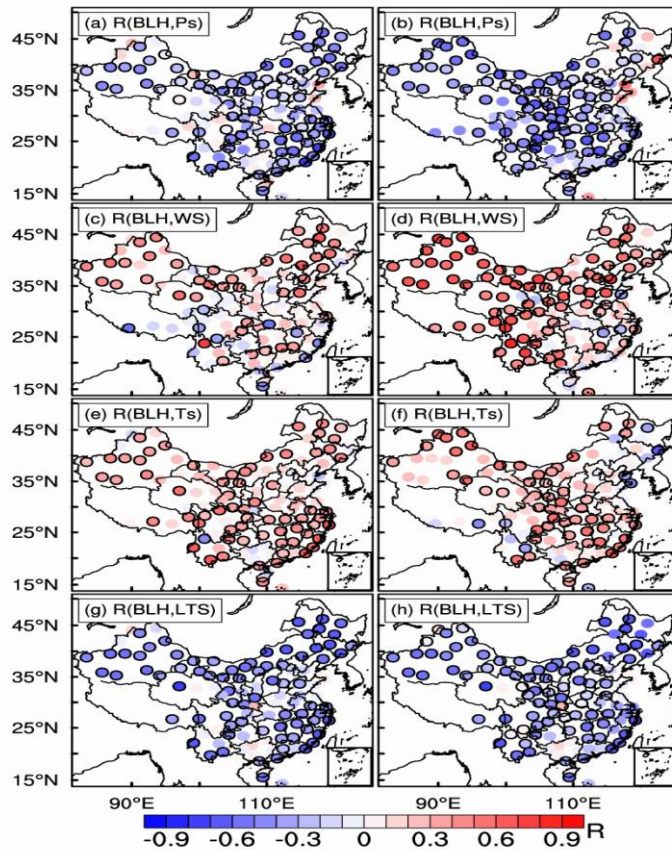 (a) R(BLH,Ps) (b) R(BLH,Ps)
45°N
35°N
25°N
15°N
(c) R(BLH,WS) (d) R(BLH,WS)
45°N
35°N
25°N
15°N
(e) R(BLH,Ts) (f) R(BLH,Ts)
45°N
35°N
25°N
15°N
(g) R(BLH,LTS) (h) R(BLH,LTS)
45°N
35°N
25°N
15°N
90°E 110°E 90°E 110°E
R
-0.9 -0.6 -0.3 0 0.3 0.6 0.9